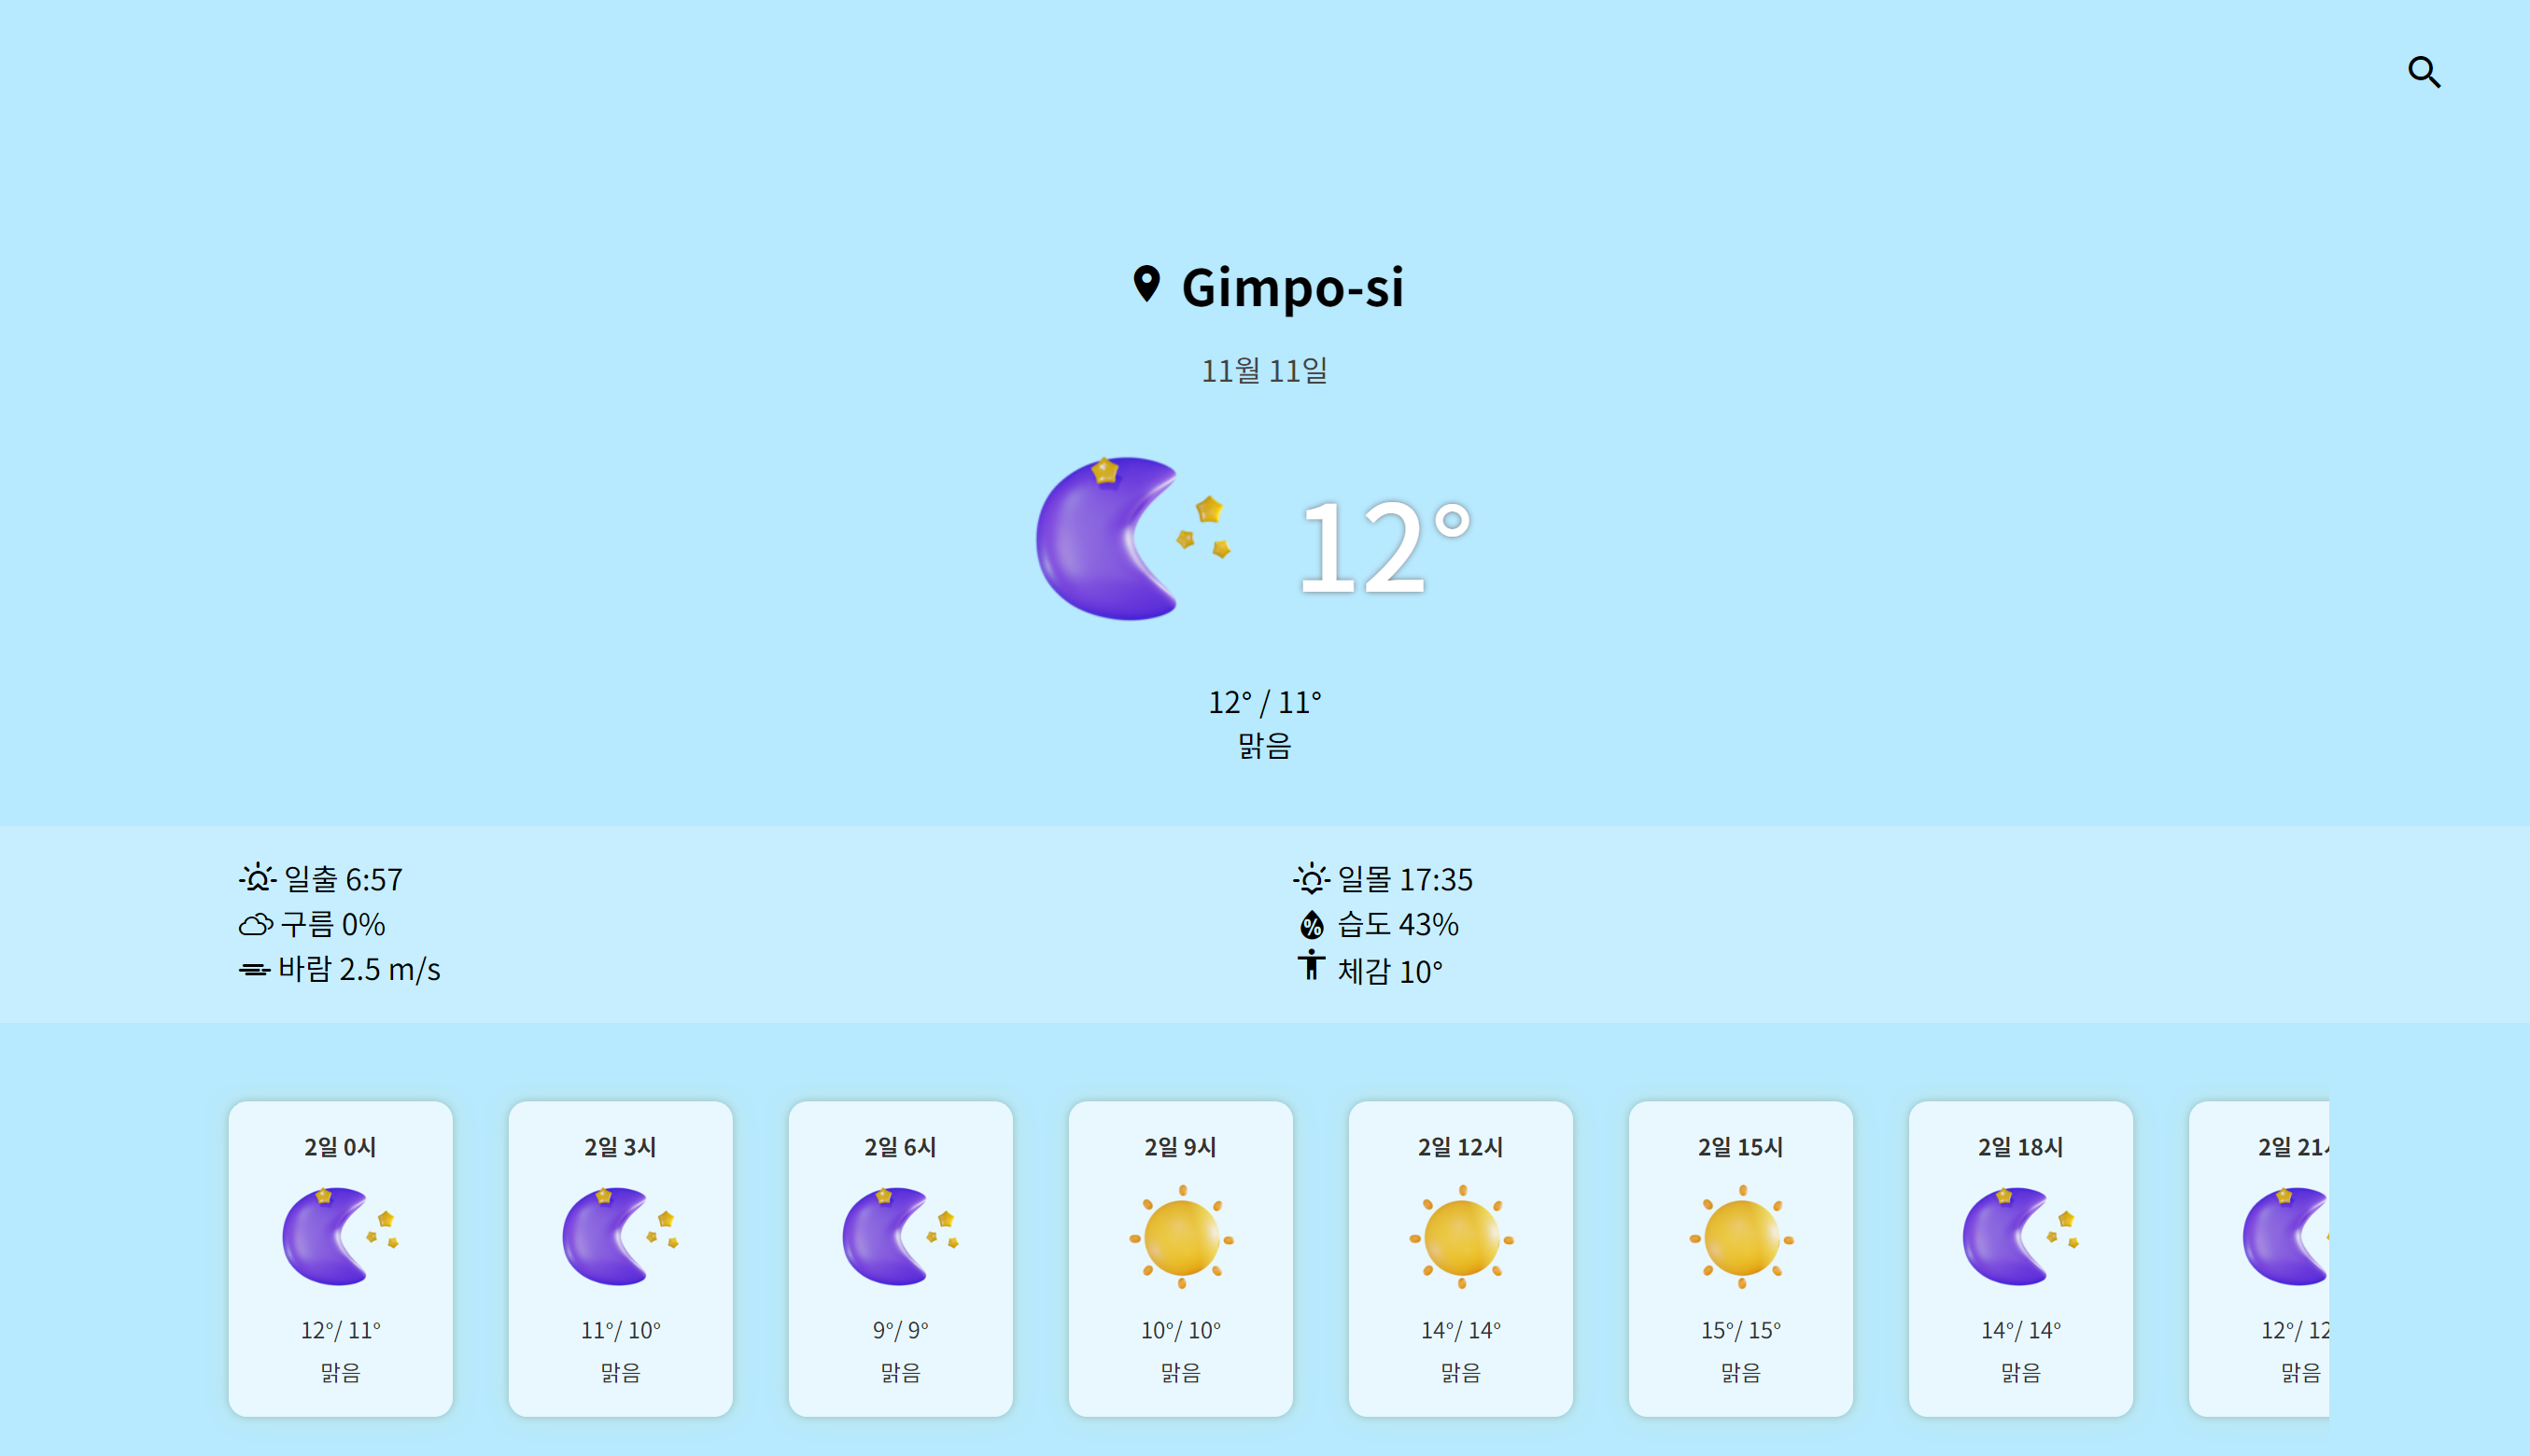 Gimpo-si
11월 11일
12°
12° / 11°
맑음
일출 6:57
일몰 17:35
구름 0%
습도 43%
바람 2.5 m/s
체감 10°
2일 0시
12°/ 11°
맑음
2일 3시
11°/ 10°
맑음
2일 6시
9°/ 9°
맑음
2일 9시
10°/ 10°
맑음
2일 12시
14°/ 14°
맑음
2일 15시
15°/ 15°
맑음
2일 18시
14°/ 14°
맑음
2일 21
12°/ 12
맑음